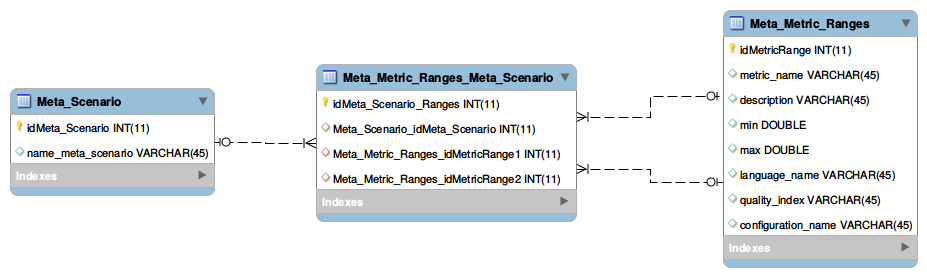 Meta_Scenario
idMeta_Scenario INT(11)
name_meta_scenario VARCHAR(45)
Indexes
Meta_Metric_Ranges_Meta_Scenario
idMeta_Scenario_Ranges INT(11)
Meta_Scenario_idMeta_Scenario INT(11)
Meta_Metric_Ranges_idMetricRange1 INT(11)
Meta_Metric_Ranges_idMetricRange2 INT(11)
Indexes
Meta_Metric_Ranges
idMetricRange INT(11)
metric_name VARCHAR(45)
description VARCHAR(45)
min DOUBLE
max DOUBLE
language_name VARCHAR(45)
quality_index VARCHAR(45)
configuration_name VARCHAR(45)
Indexes